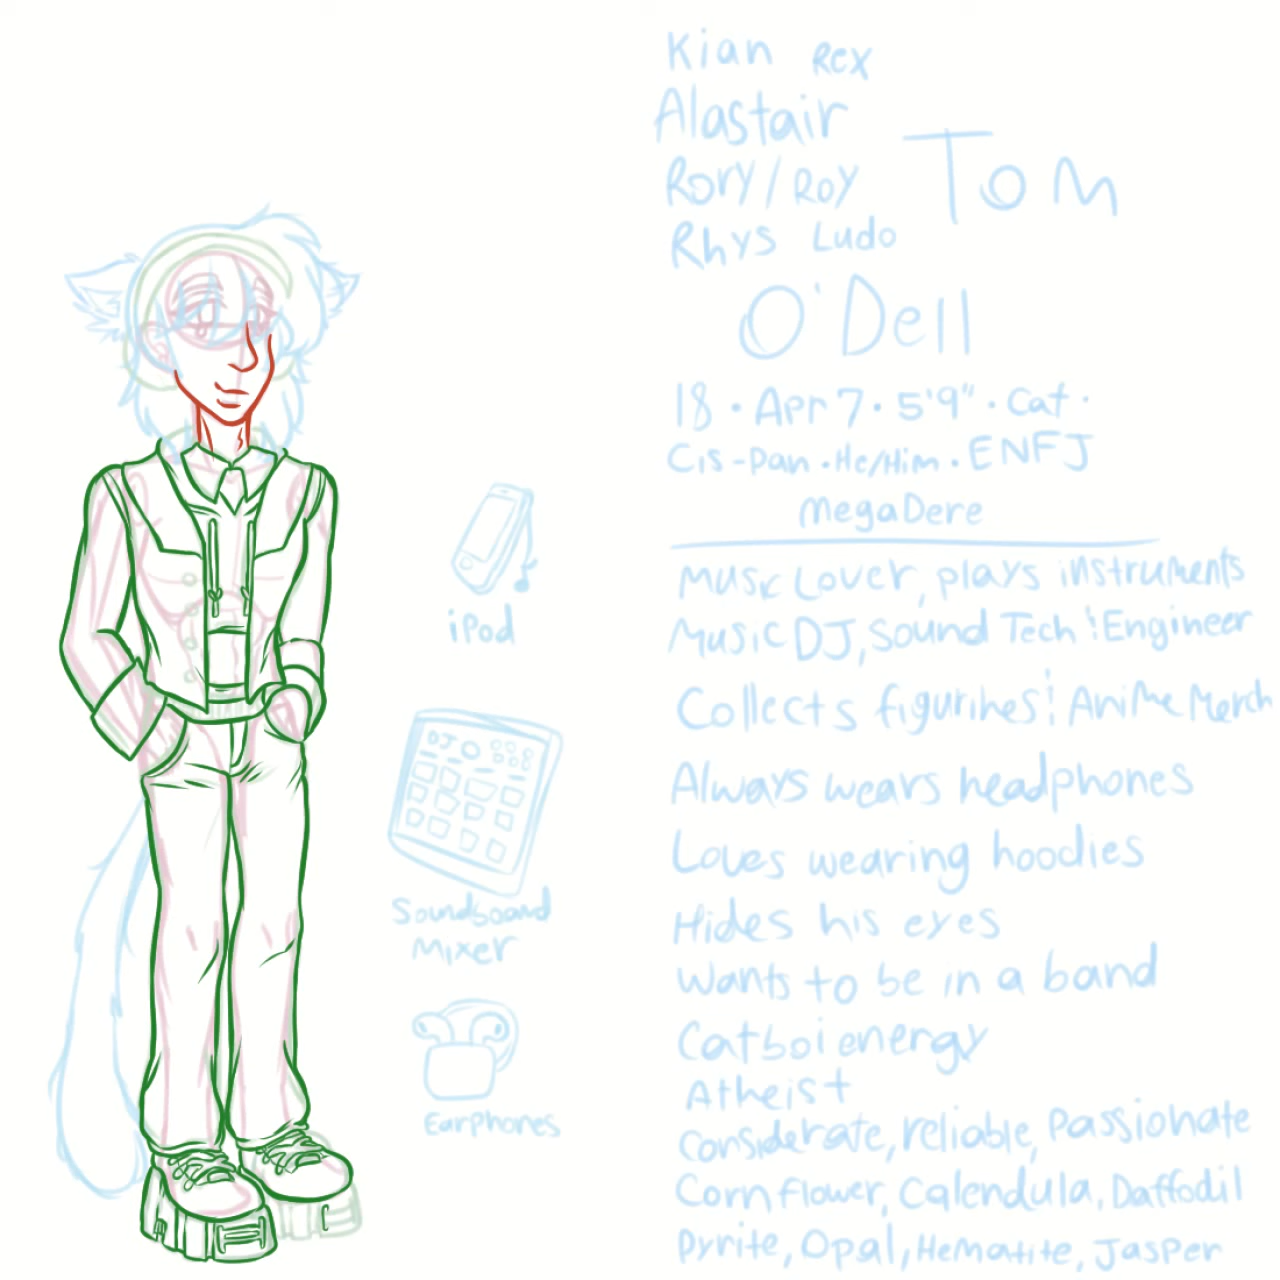 Kian Rex
Alastair
Rory/Roy
Tom
Rhys Ludo
O'Dell
18 · Apr 7 · 5'9" · Cat ·
Cis-Pan · He/Him · ENFJ
MegaDere
Music Lover, plays instruments
Music DJ, Sound Tech & Engineer
Collects figurines & Anime Merch
Always wears headphones
Loves wearing hoodies
Hides his eyes
Wants to be in a band
Catboi energy
Atheist
Considerate, reliable, Passionate
Cornflower, Calendula, Daffodil
Pyrite, Opal, Hematite, Jasper
iPod
DJ
Soundboard
Mixer
Earphones